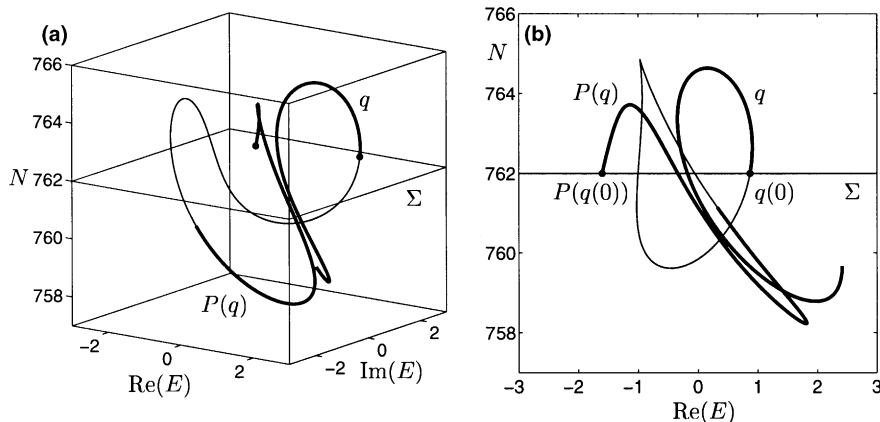 (a)
766
764
N 762
760
758
q
Σ
P(q)
−2
0
2
Re(E)
−2
0
2
Im(E)
(b)
766
N
764
762
760
758
P(q)
q
P(q(0))
q(0)
Σ
−3 −2 −1 0 1 2 3
Re(E)